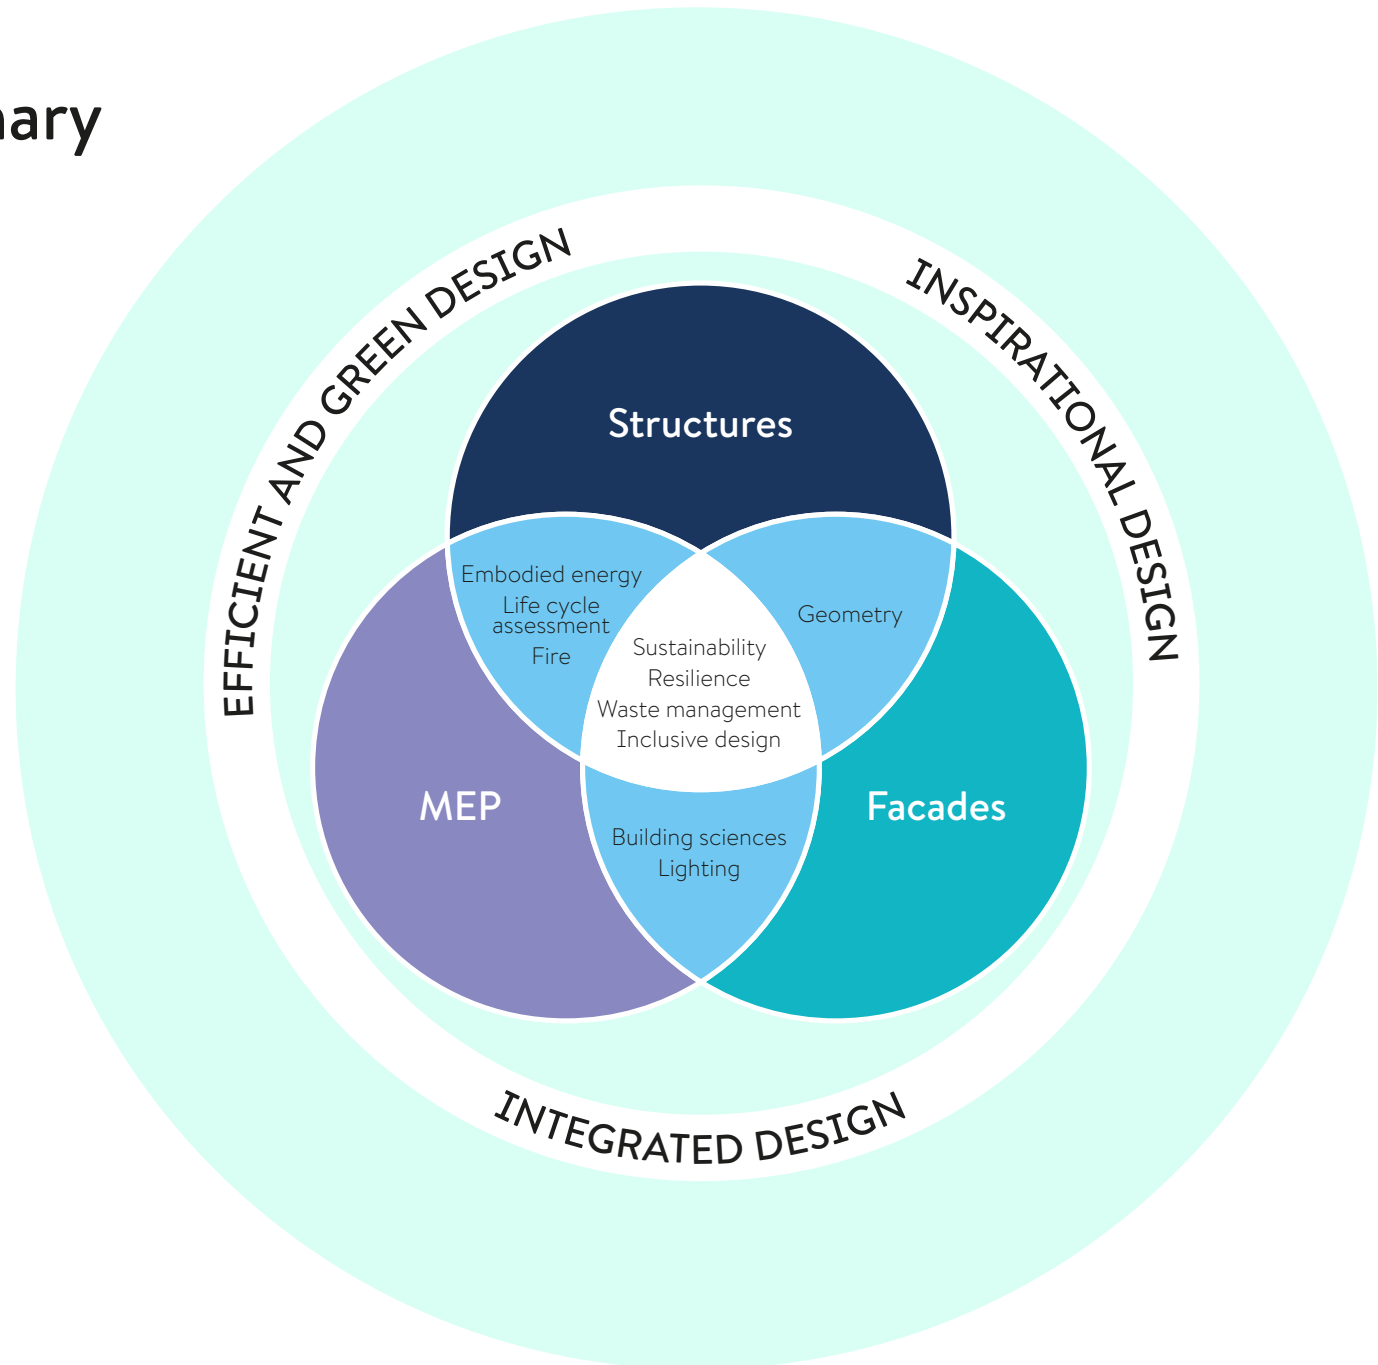 EFFICIENT AND GREEN DESIGN
INSPIRATIONAL DESIGN
Structures
Embodied energy
Life cycle
assessment
Fire
Geometry
Sustainability
Resilience
Waste management
Inclusive design
MEP
Facades
Building sciences
Lighting
INTEGRATED DESIGN